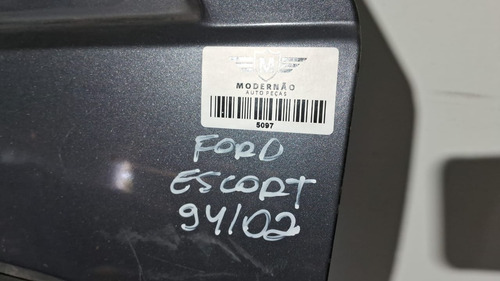 M
MODERNÃO
AUTO PEÇAS
5097
FORD
ESCORT
94/02